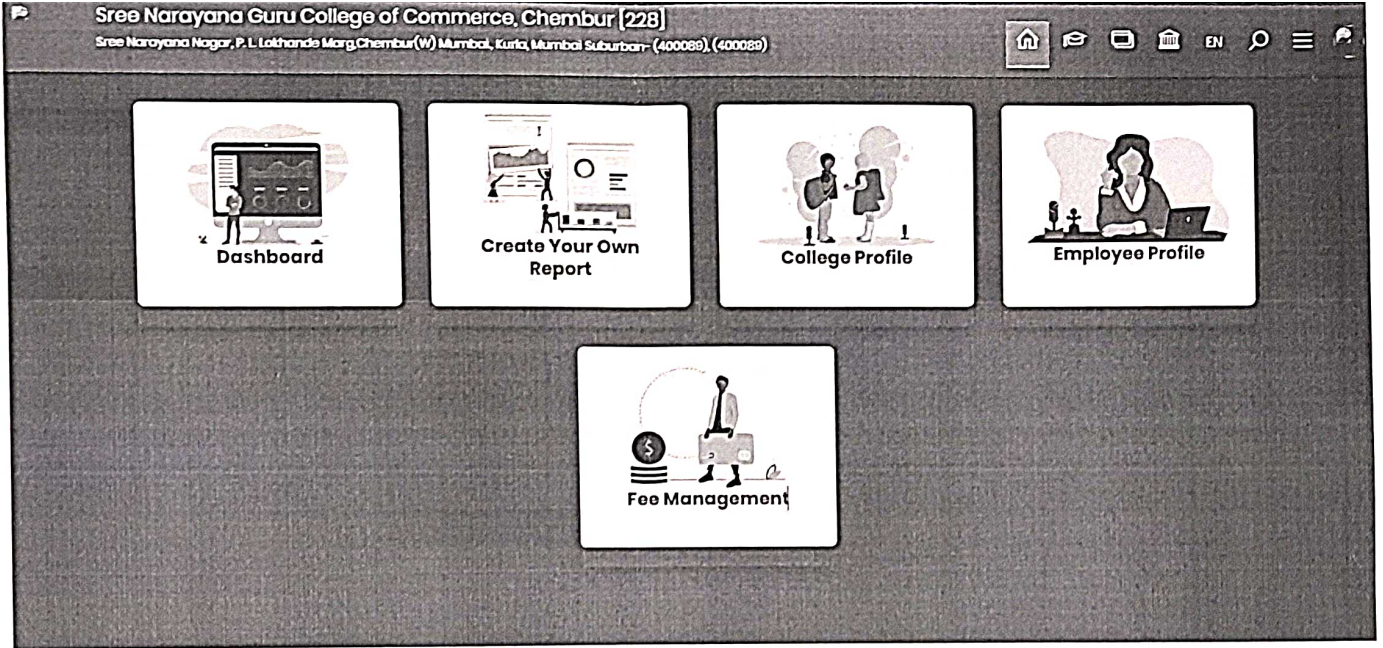 Sree Narayana Guru College of Commerce, Chembur [228]
Sree Narayana Nagar, P. L. Lokhande Marg,Chembur(W) Mumbai, Kurla, Mumbai Suburban- (400089), (400089)
EN
Dashboard
Create Your Own
Report
College Profile
Employee Profile
Fee Management